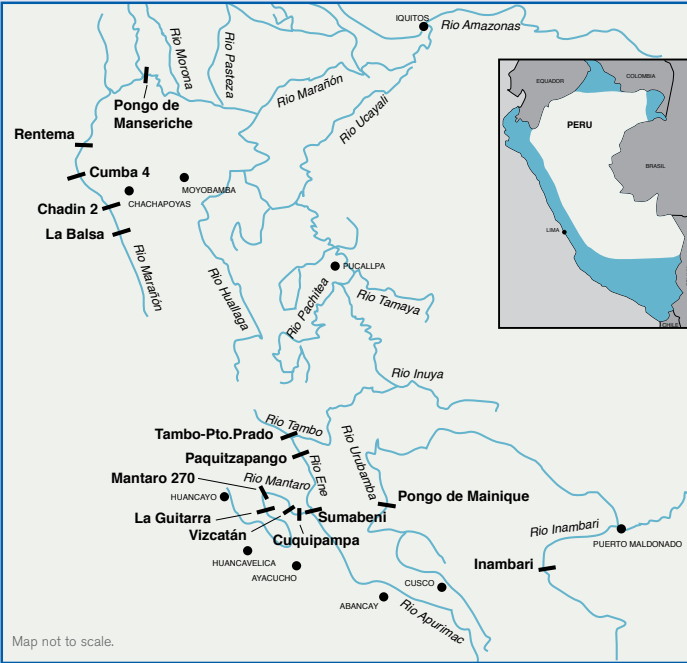 IQUITOS
Rio Amazonas
Rio Morona
Rio Pasteza
Rio Marañón
Rio Ucayali
Pongo de
Manseriche
Rentema
Cumba 4
MOYOBAMBA
CHACHAPOYAS
Chadin 2
La Balsa
Rio Marañón
Rio Huallaga
PUCALLPA
Rio Pachitea
Rio Tamaya
Rio Inuya
EQUADOR
COLOMBIA
PERU
BRASIL
LIMA
CHILE
Rio Tambo
Tambo-Pto.Prado
Paquitzapango
Rio Ene
Rio Urubamba
Mantaro 270
Rio Mantaro
HUANCAYO
Pongo de Mainique
La Guitarra
Sumabeni
Vizcatán
Cuquipampa
Rio Inambari
PUERTO MALDONADO
HUANCAVELICA
AYACUCHO
Inambari
CUSCO
ABANCAY
Rio Apurimac
Map not to scale.